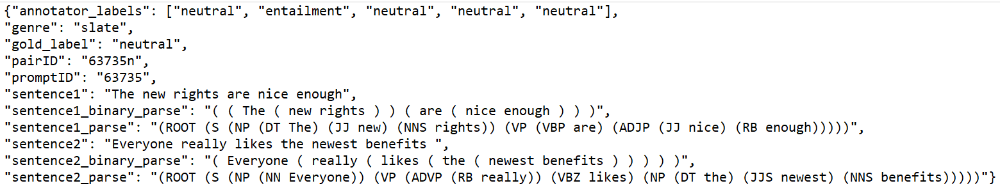 {"annotator_labels": ["neutral", "entailment", "neutral", "neutral", "neutral"],
"genre": "slate",
"gold_label": "neutral",
"pairID": "63735n",
"promptID": "63735",
"sentence1": "The new rights are nice enough",
"sentence1_binary_parse": "( ( The ( new rights ) ) ( are ( nice enough ) ) )",
"sentence1_parse": "(ROOT (S (NP (DT The) (JJ new) (NNS rights)) (VP (VBP are) (ADJP (JJ nice) (RB enough)))))",
"sentence2": "Everyone really likes the newest benefits ",
"sentence2_binary_parse": "( Everyone ( really ( likes ( the ( newest benefits ) ) ) ) )",
"sentence2_parse": "(ROOT (S (NP (NN Everyone)) (VP (ADVP (RB really)) (VBZ likes) (NP (DT the) (JJS newest) (NNS benefits)))))"}